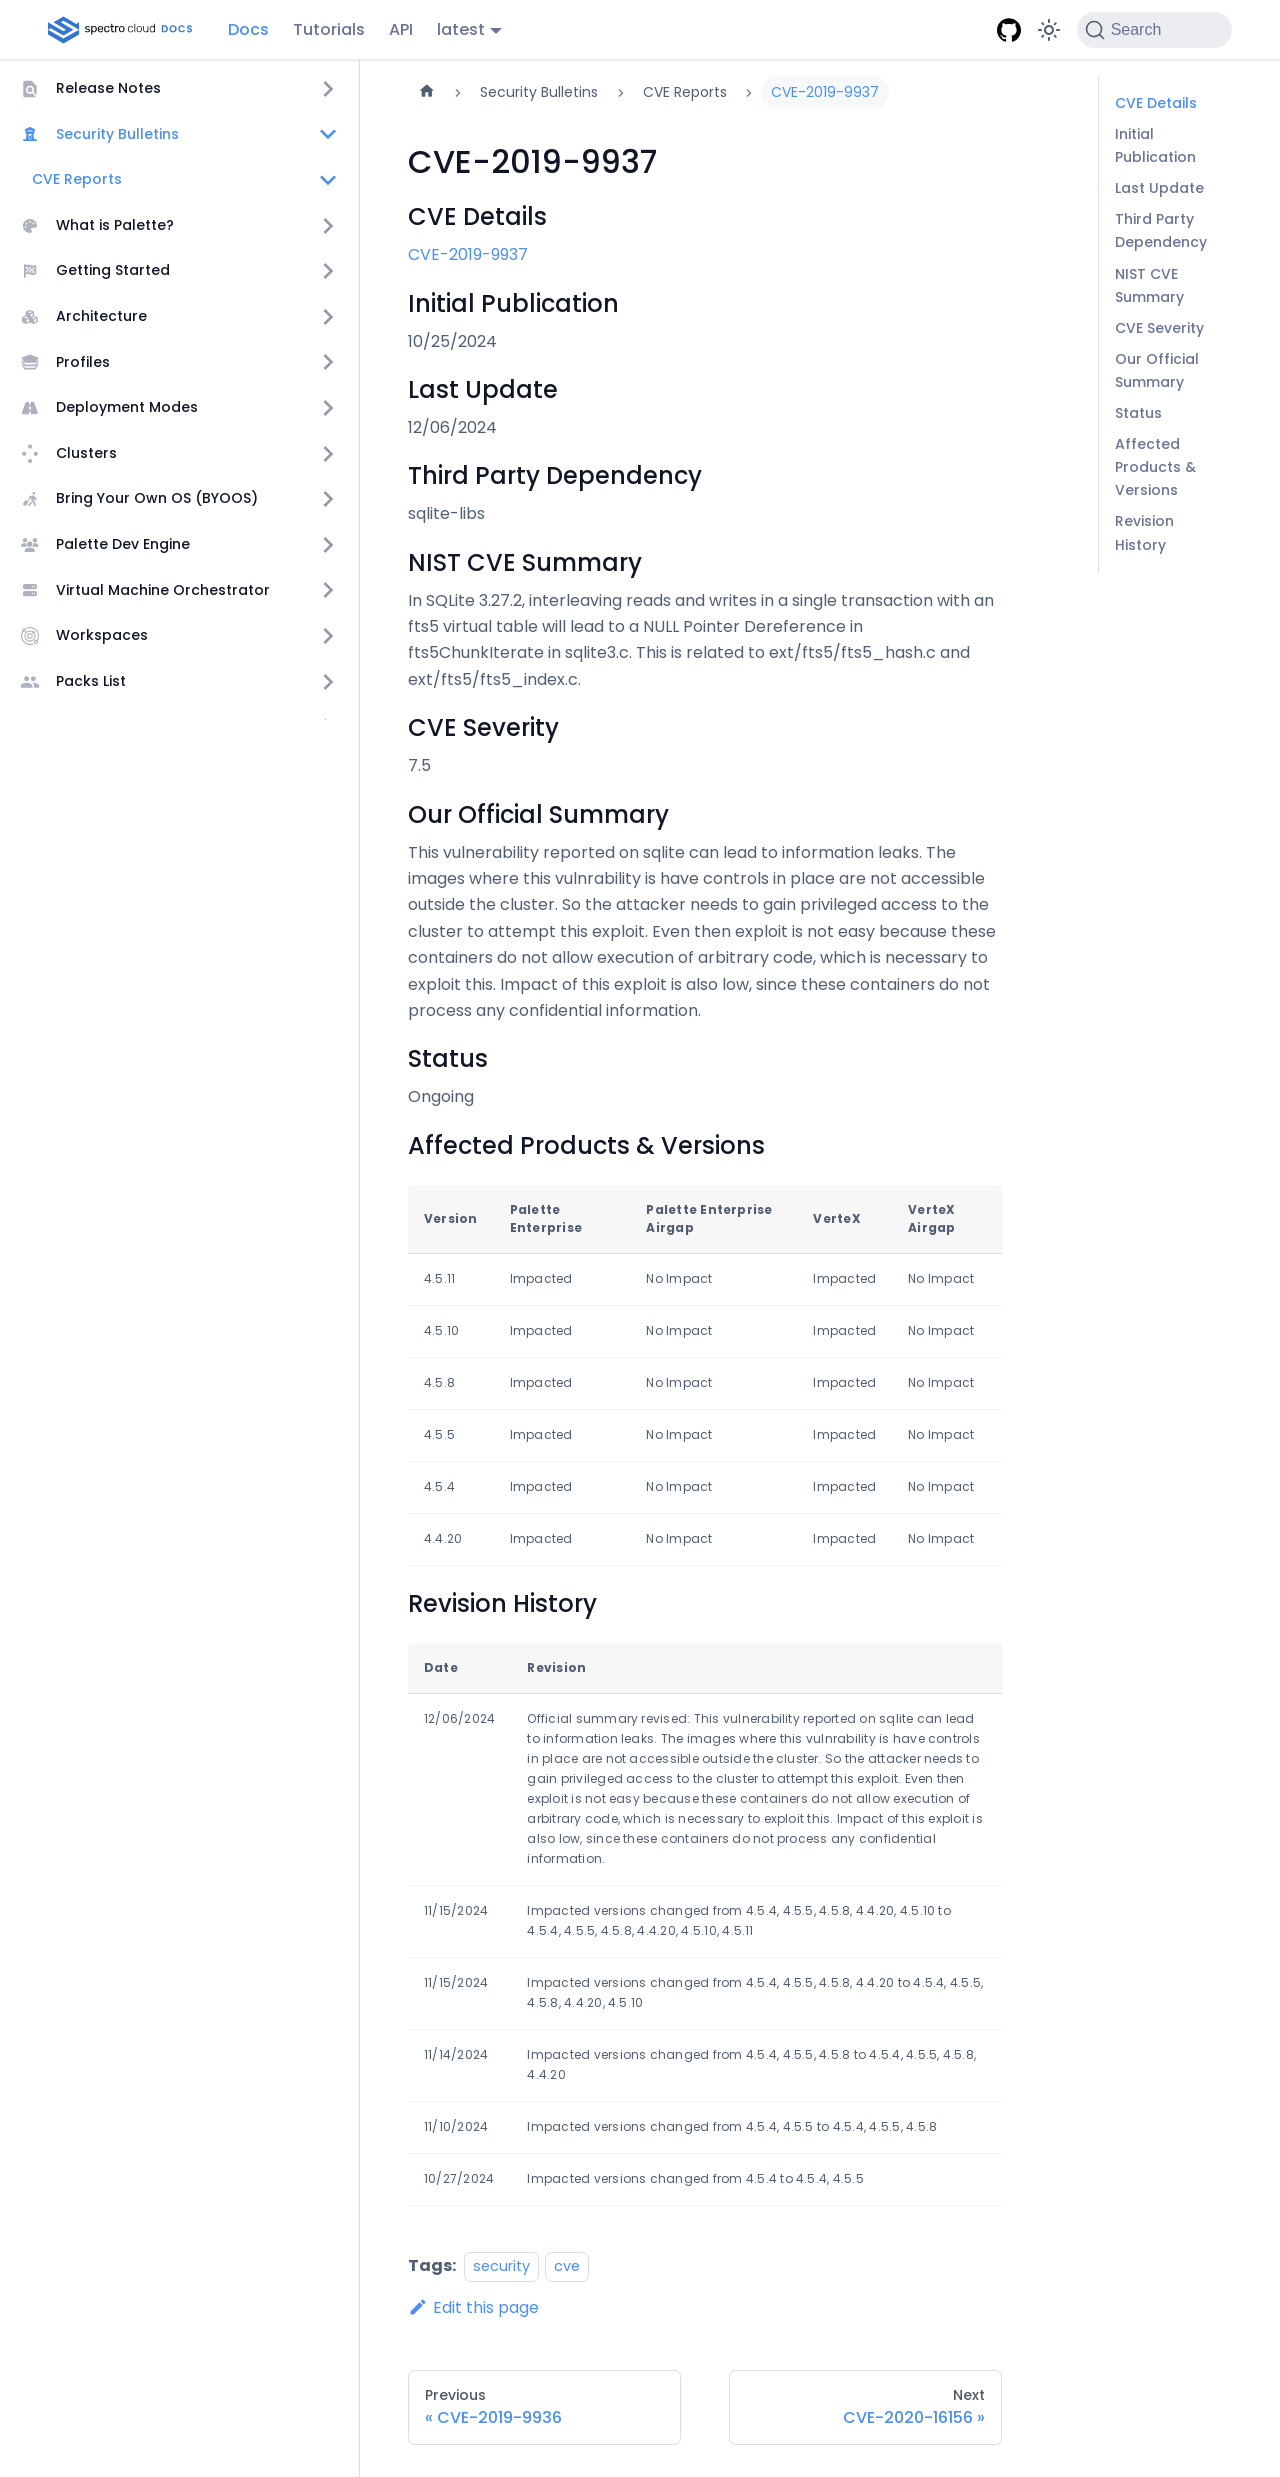 spectro cloud DOCS
Docs
Tutorials
API
latest
Search
Release Notes
Security Bulletins
CVE Reports
What is Palette?
Getting Started
Architecture
Profiles
Deployment Modes
Clusters
Bring Your Own OS (BYOOS)
Palette Dev Engine
Virtual Machine Orchestrator
Workspaces
Packs List
Security Bulletins
CVE Reports
CVE-2019-9937
CVE-2019-9937
CVE Details
CVE-2019-9937
Initial Publication
10/25/2024
Last Update
12/06/2024
Third Party Dependency
sqlite-libs
NIST CVE Summary
In SQLite 3.27.2, interleaving reads and writes in a single transaction with an
fts5 virtual table will lead to a NULL Pointer Dereference in
fts5ChunkIterate in sqlite3.c. This is related to ext/fts5/fts5_hash.c and
ext/fts5/fts5_index.c.
CVE Severity
7.5
Our Official Summary
This vulnerability reported on sqlite can lead to information leaks. The
images where this vulnrability is have controls in place are not accessible
outside the cluster. So the attacker needs to gain privileged access to the
cluster to attempt this exploit. Even then exploit is not easy because these
containers do not allow execution of arbitrary code, which is necessary to
exploit this. Impact of this exploit is also low, since these containers do not
process any confidential information.
Status
Ongoing
Affected Products & Versions
Version Palette Enterprise Palette Enterprise Airgap VerteX VerteX Airgap
4.5.11 Impacted No Impact Impacted No Impact
4.5.10 Impacted No Impact Impacted No Impact
4.5.8 Impacted No Impact Impacted No Impact
4.5.5 Impacted No Impact Impacted No Impact
4.5.4 Impacted No Impact Impacted No Impact
4.4.20 Impacted No Impact Impacted No Impact
Revision History
Date Revision
12/06/2024 Official summary revised: This vulnerability reported on sqlite can lead
to information leaks. The images where this vulnrability is have controls
in place are not accessible outside the cluster. So the attacker needs to
gain privileged access to the cluster to attempt this exploit. Even then
exploit is not easy because these containers do not allow execution of
arbitrary code, which is necessary to exploit this. Impact of this exploit is
also low, since these containers do not process any confidential
information.
11/15/2024 Impacted versions changed from 4.5.4, 4.5.5, 4.5.8, 4.4.20, 4.5.10 to
4.5.4, 4.5.5, 4.5.8, 4.4.20, 4.5.10, 4.5.11
11/15/2024 Impacted versions changed from 4.5.4, 4.5.5, 4.5.8, 4.4.20 to 4.5.4, 4.5.5,
4.5.8, 4.4.20, 4.5.10
11/14/2024 Impacted versions changed from 4.5.4, 4.5.5, 4.5.8 to 4.5.4, 4.5.5, 4.5.8,
4.4.20
11/10/2024 Impacted versions changed from 4.5.4, 4.5.5 to 4.5.4, 4.5.5, 4.5.8
10/27/2024 Impacted versions changed from 4.5.4 to 4.5.4, 4.5.5
Tags: security cve
Edit this page
Previous
« CVE-2019-9936
Next
CVE-2020-16156 »
CVE Details
Initial
Publication
Last Update
Third Party
Dependency
NIST CVE
Summary
CVE Severity
Our Official
Summary
Status
Affected
Products &
Versions
Revision
History